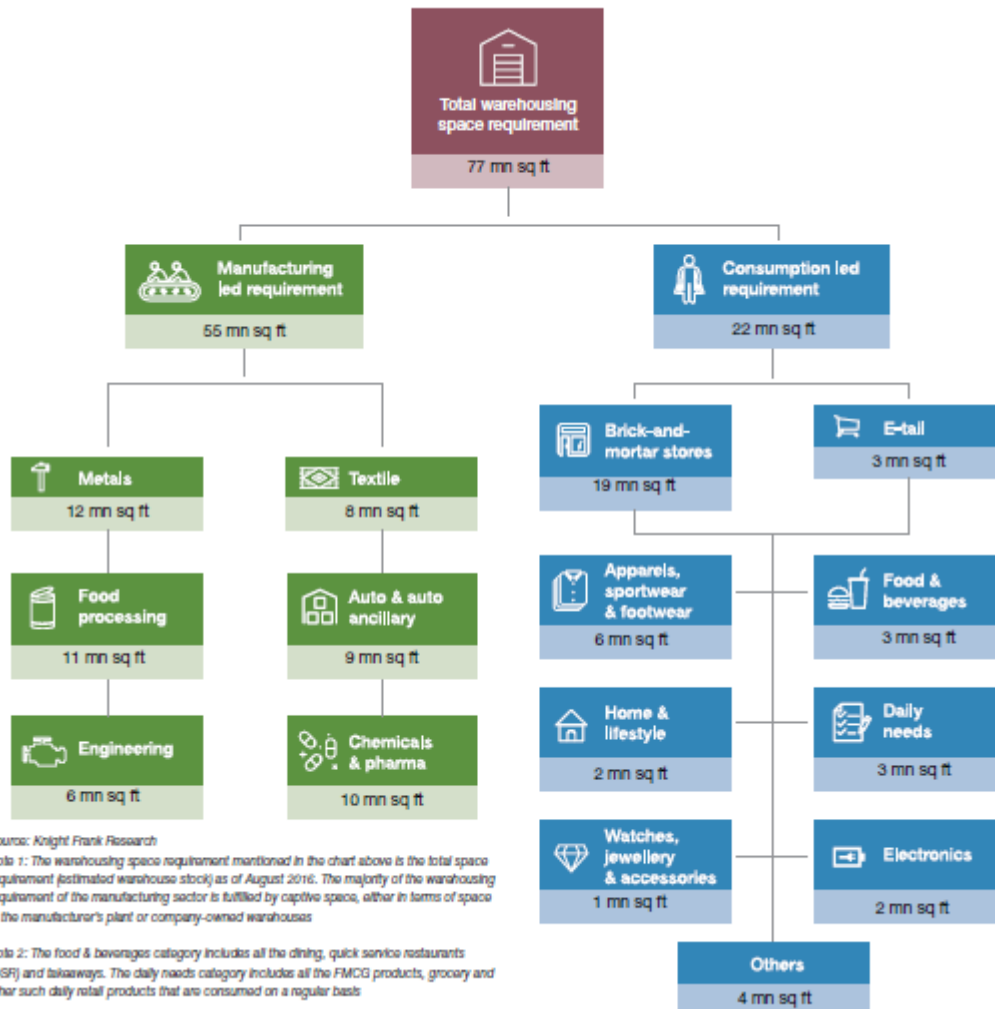 Total warehousing
space requirement
77 mn sq ft
Manufacturing
led requirement
55 mn sq ft
Consumption led
requirement
22 mn sq ft
Brick-and-
mortar stores
19 mn sq ft
E-tail
3 mn sq ft
Metals
12 mn sq ft
Textile
8 mn sq ft
Food
processing
11 mn sq ft
Auto & auto
ancillary
9 mn sq ft
Engineering
6 mn sq ft
Chemicals
& pharma
10 mn sq ft
Apparels,
sportwear
& footwear
6 mn sq ft
Food &
beverages
3 mn sq ft
Home &
lifestyle
2 mn sq ft
Daily
needs
3 mn sq ft
Watches,
jewellery
& accessories
1 mn sq ft
Electronics
2 mn sq ft
Others
4 mn sq ft
ource: Knight Frank Research
ote 1: The warehousing space requirement mentioned in the chart above is the total space
quirement (estimated warehouse stock) as of August 2016. The majority of the warehousing
quirement of the manufacturing sector is fulfilled by captive space, either in terms of space
the manufacturer's plant or company-owned warehouses
ote 2: The food & beverages category includes all the dining, quick service restaurants
SR) and takeaways. The daily needs category includes all the FMCG products, grocery and
her such daily retail products that are consumed on a regular basis